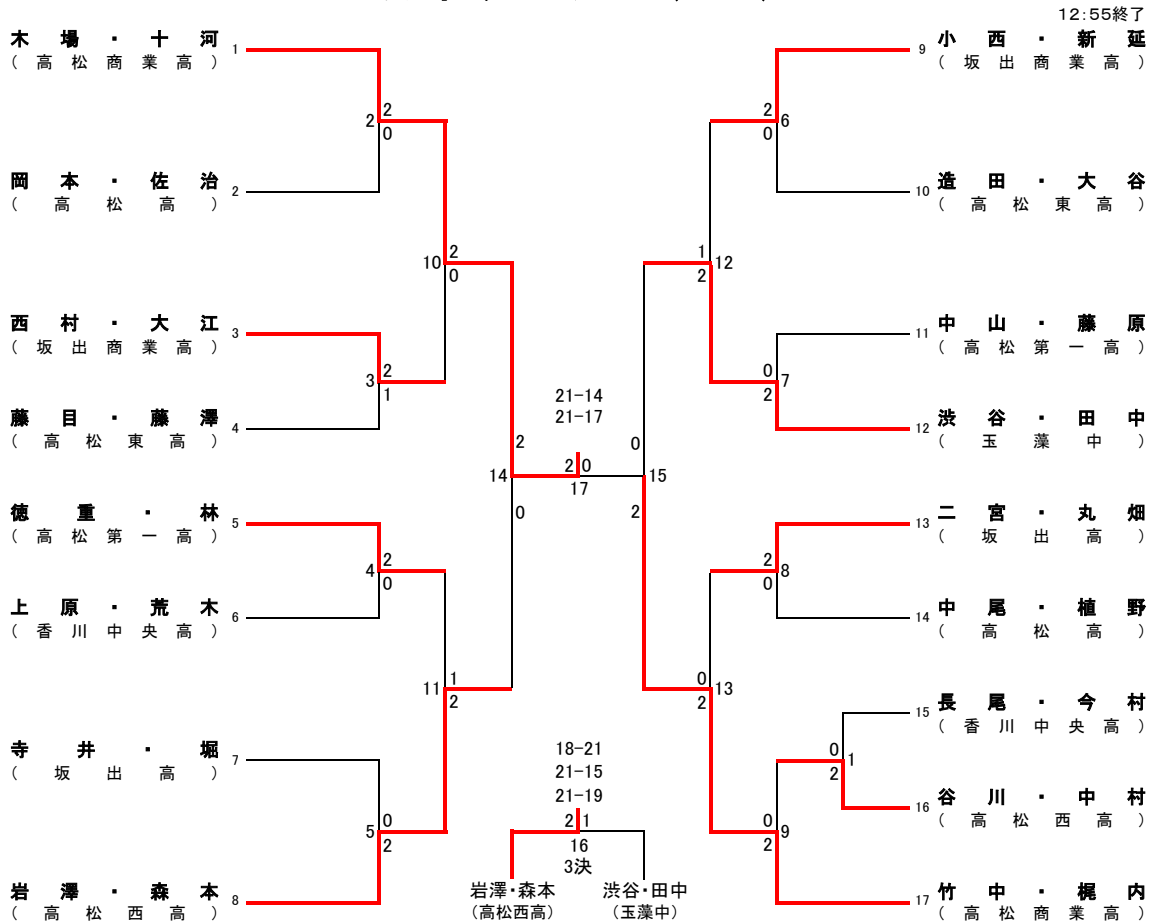 12:55終了
木場・十河 1
(高松商業高)
岡本・佐治 2
(高松高)
西村・大江 3
(坂出商業高)
藤目・藤澤 4
(高松東高)
徳重・林 5
(高松第一高)
上原・荒木 6
(香川中央高)
寺井・堀 7
(坂出高)
岩澤・森本 8
(高松西高)
2
2
0
3
2
1
4
2
0
5
0
2
10
2
0
11
1
2
14
2
0
21-14
21-17
2 0
17
18-21
21-15
21-19
2 1
16
3決
岩澤・森本
(高松西高)
渋谷・田中
(玉藻中)
0
15
2
1
12
2
0
13
2
2
6
0
0
7
2
2
8
0
0
9
2
0
1
2
9 小西・新延
(坂出商業高)
10 造田・大谷
(高松東高)
11 中山・藤原
(高松第一高)
12 渋谷・田中
(玉藻中)
13 二宮・丸畑
(坂出高)
14 中尾・植野
(高松高)
15 長尾・今村
(香川中央高)
16 谷川・中村
(高松西高)
17 竹中・梶内
(高松商業高)